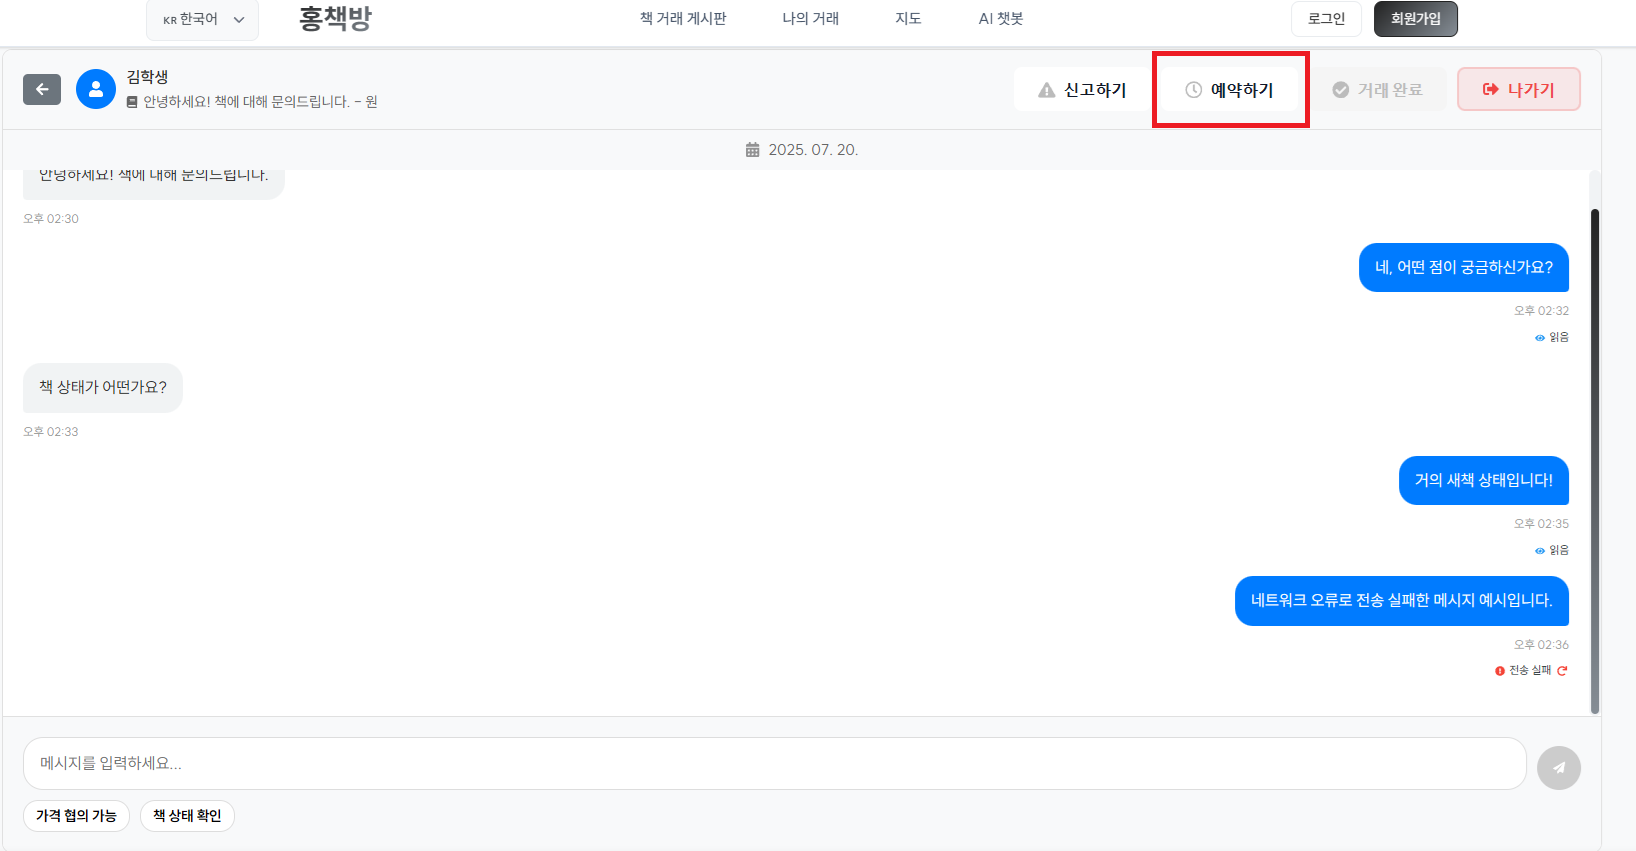 KR 한국어
홍책방
책 거래 게시판
나의 거래
지도
AI 챗봇
로그인
회원가입
김학생
안녕하세요! 책에 대해 문의드립니다. - 원
신고하기
예약하기
거래 완료
나가기
2025. 07. 20.
안녕하세요! 책에 대해 문의드립니다.
오후 02:30
네, 어떤 점이 궁금하신가요?
오후 02:32
읽음
책 상태가 어떤가요?
오후 02:33
거의 새책 상태입니다!
오후 02:35
읽음
네트워크 오류로 전송 실패한 메시지 예시입니다.
오후 02:36
전송 실패
메시지를 입력하세요...
가격 협의 가능
책 상태 확인